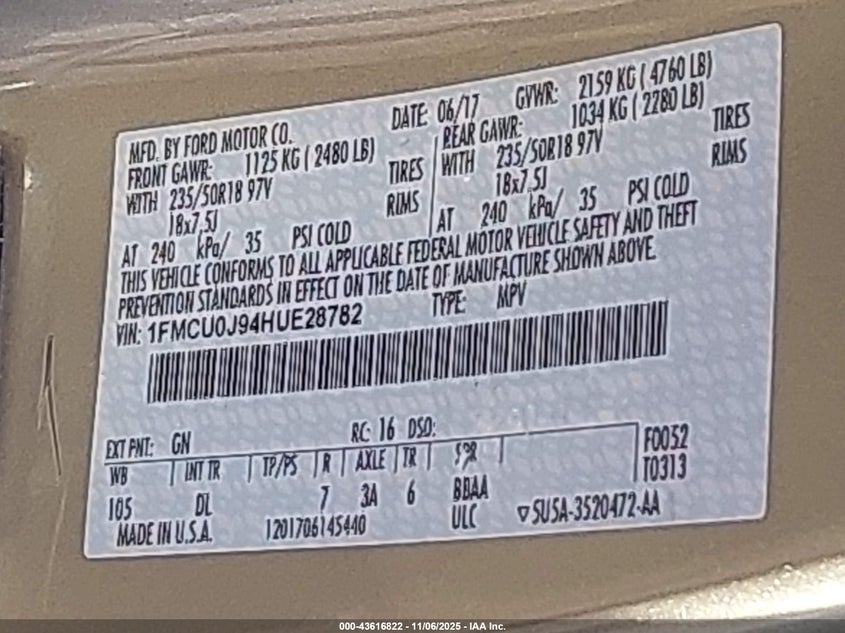 MFD. BY FORD MOTOR CO. DATE: 06/17 GVWR: 2159 KG ( 4760 LB)
FRONT GAWR: 1125 KG ( 2480 LB) REAR GAWR: 1034 KG ( 2280 LB)
WITH 235/50R18 97V TIRES WITH 235/50R18 97V TIRES
18x7.5J RIMS 18x7.5J RIMS
AT 240 kPa/ 35 PSI COLD AT 240 kPa/ 35 PSI COLD
THIS VEHICLE CONFORMS TO ALL APPLICABLE FEDERAL MOTOR VEHICLE SAFETY AND THEFT
PREVENTION STANDARDS IN EFFECT ON THE DATE OF MANUFACTURE SHOWN ABOVE.
VIN: 1FMCU0J94HUE28782 TYPE: MPV
EXT PNT: GN RC: 16 DSO: F0052
WB INT TR TP/PS R AXLE TR SPR T0313
105 DL 7 3A 6 BBAA
MADE IN U.S.A. 1201706145440 ULC ▽SU5A-3520472-AA
000-43616822 - 11/06/2025 - IAA Inc.